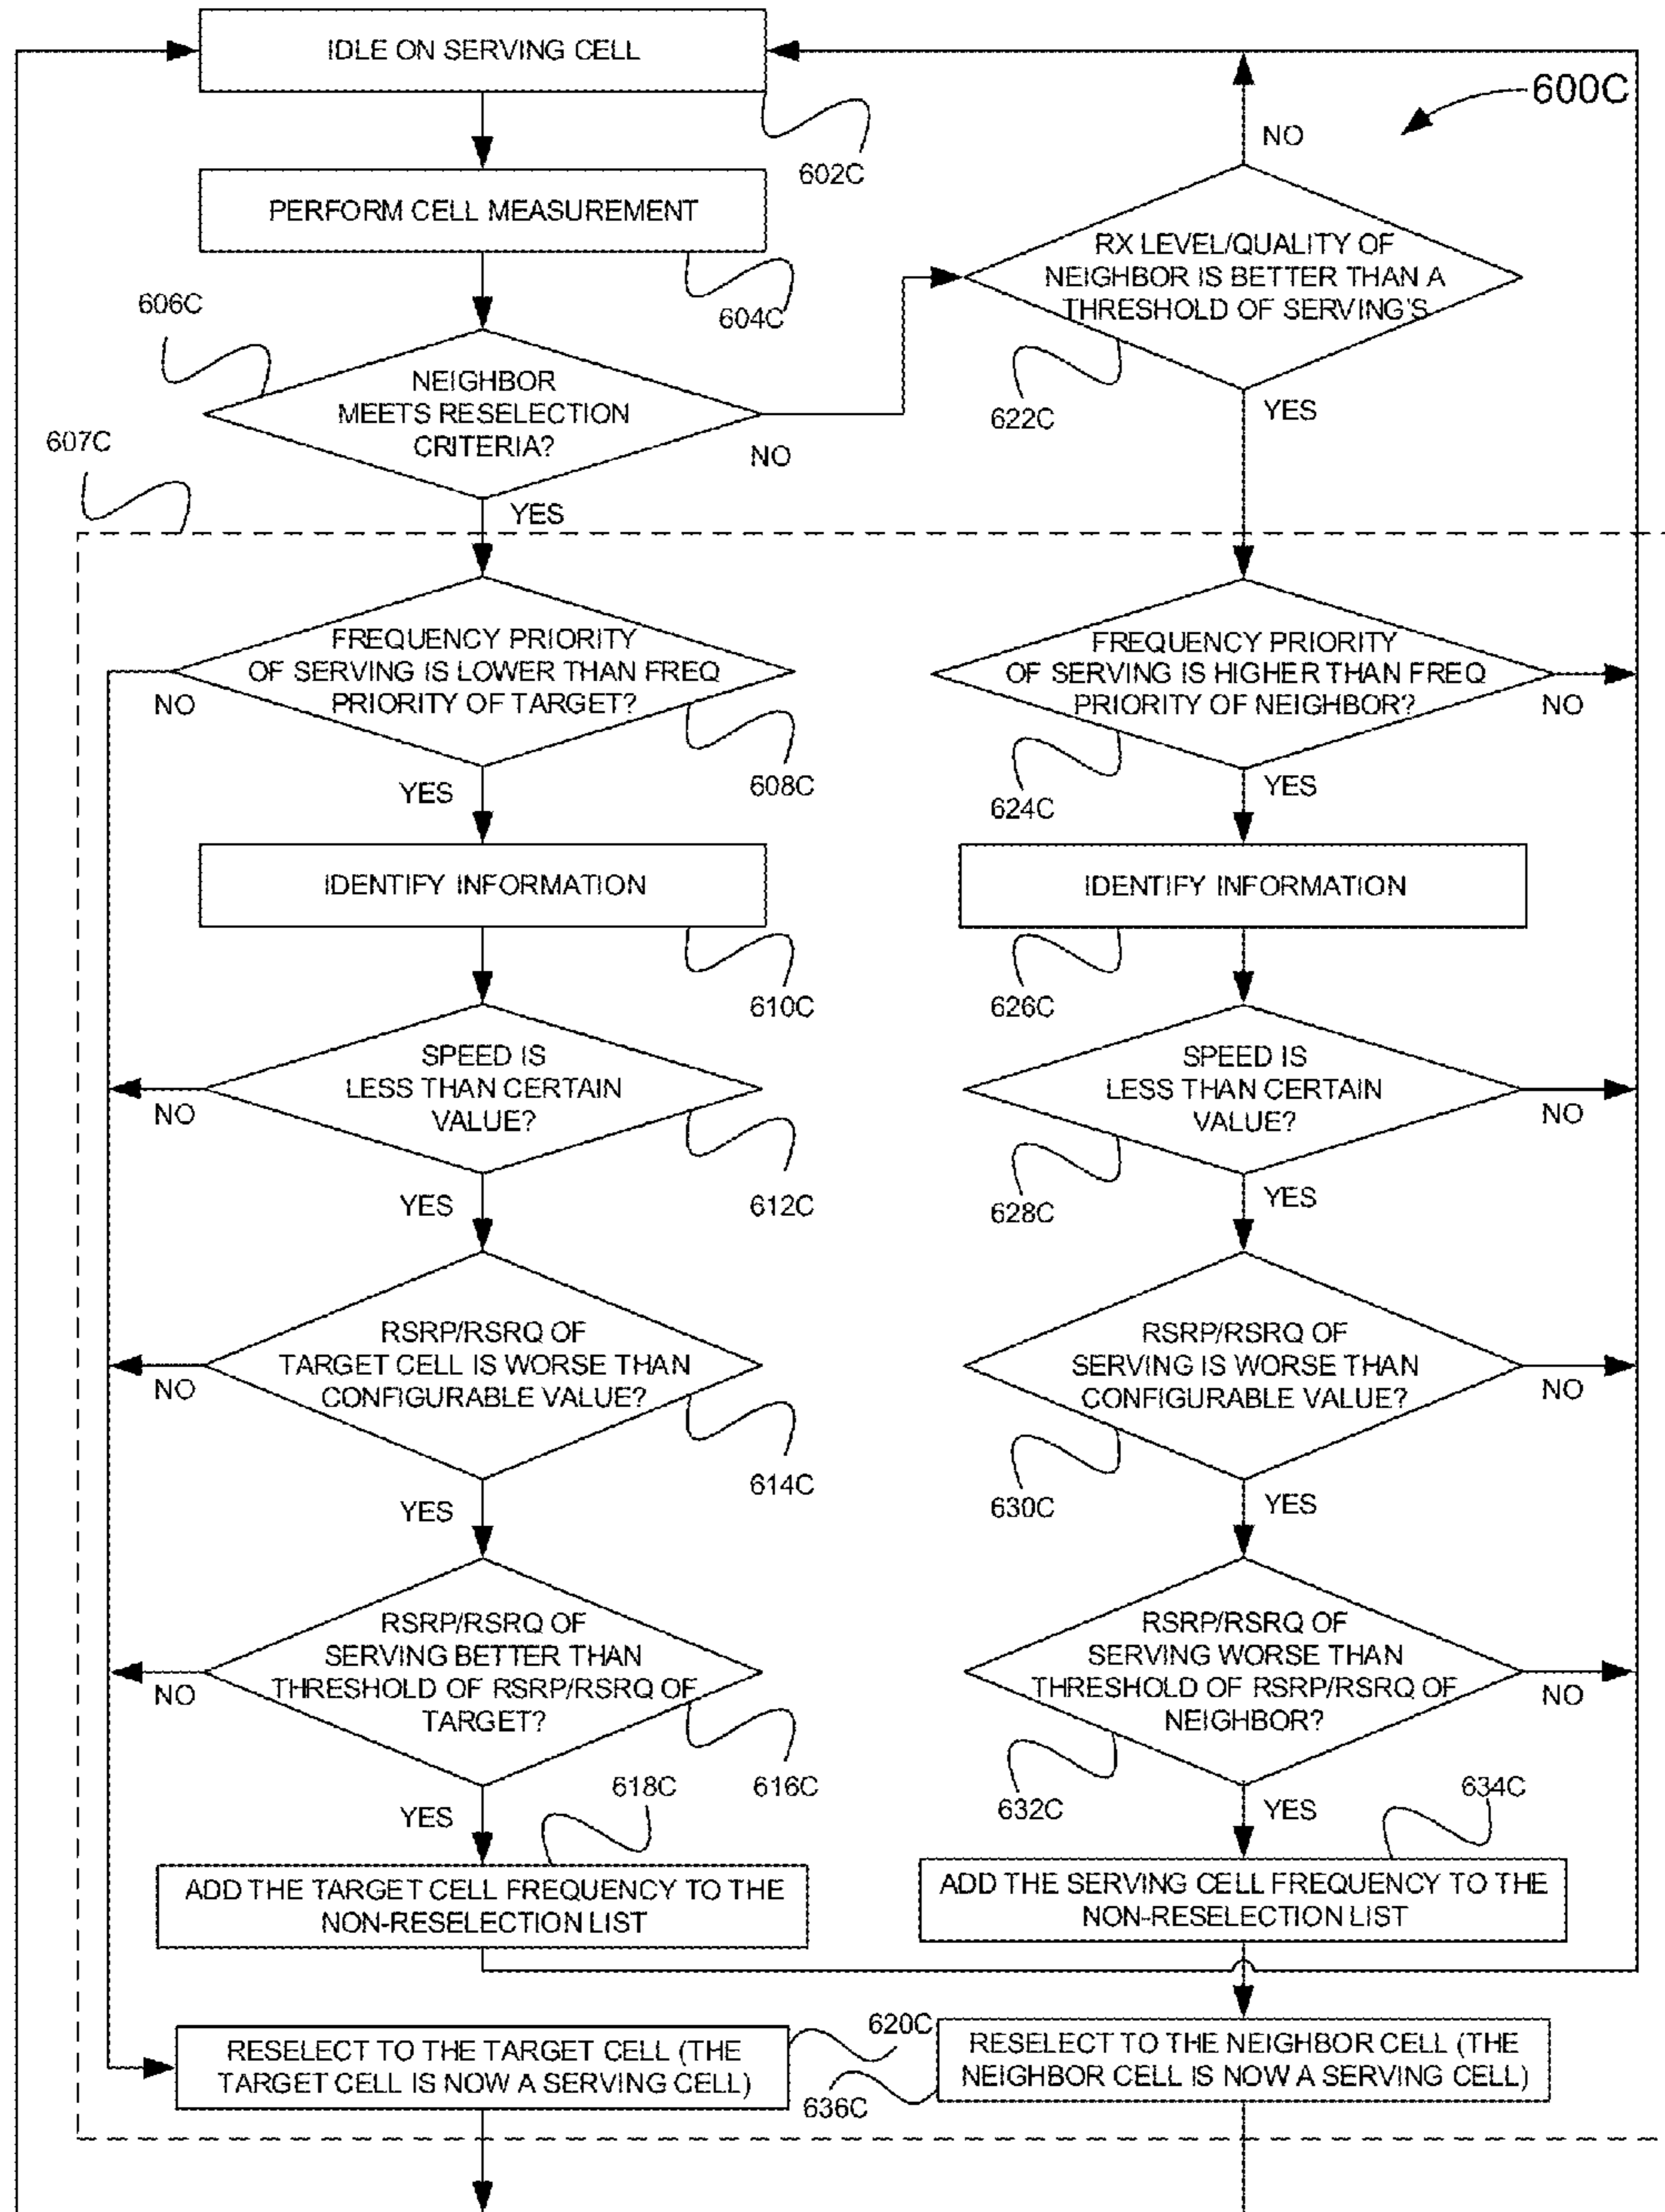 IDLE ON SERVING CELL
600C
NO
602C
PERFORM CELL MEASUREMENT
RX LEVEL/QUALITY OF
NEIGHBOR IS BETTER THAN A
THRESHOLD OF SERVING'S
606C
604C
NEIGHBOR
MEETS RESELECTION
CRITERIA?
622C
YES
607C
NO
YES
FREQUENCY PRIORITY
OF SERVING IS LOWER THAN FREQ
PRIORITY OF TARGET?
FREQUENCY PRIORITY
OF SERVING IS HIGHER THAN FREQ
PRIORITY OF NEIGHBOR?
NO
NO
YES
608C
624C
YES
IDENTIFY INFORMATION
IDENTIFY INFORMATION
610C
626C
SPEED IS
LESS THAN CERTAIN
VALUE?
SPEED IS
LESS THAN CERTAIN
VALUE?
NO
NO
YES
612C
628C
YES
RSRP/RSRQ OF
TARGET CELL IS WORSE THAN
CONFIGURABLE VALUE?
RSRP/RSRQ OF
SERVING IS WORSE THAN
CONFIGURABLE VALUE?
NO
NO
614C
YES
630C
YES
RSRP/RSRQ OF
SERVING BETTER THAN
THRESHOLD OF RSRP/RSRQ OF
TARGET?
RSRP/RSRQ OF
SERVING WORSE THAN
THRESHOLD OF RSRP/RSRQ OF
NEIGHBOR?
NO
NO
618C
616C
634C
YES
632C
YES
ADD THE TARGET CELL FREQUENCY TO THE
NON-RESELECTION LIST
ADD THE SERVING CELL FREQUENCY TO THE
NON-RESELECTION LIST
620C
RESELECT TO THE TARGET CELL (THE
TARGET CELL IS NOW A SERVING CELL)
RESELECT TO THE NEIGHBOR CELL (THE
NEIGHBOR CELL IS NOW A SERVING CELL)
636C